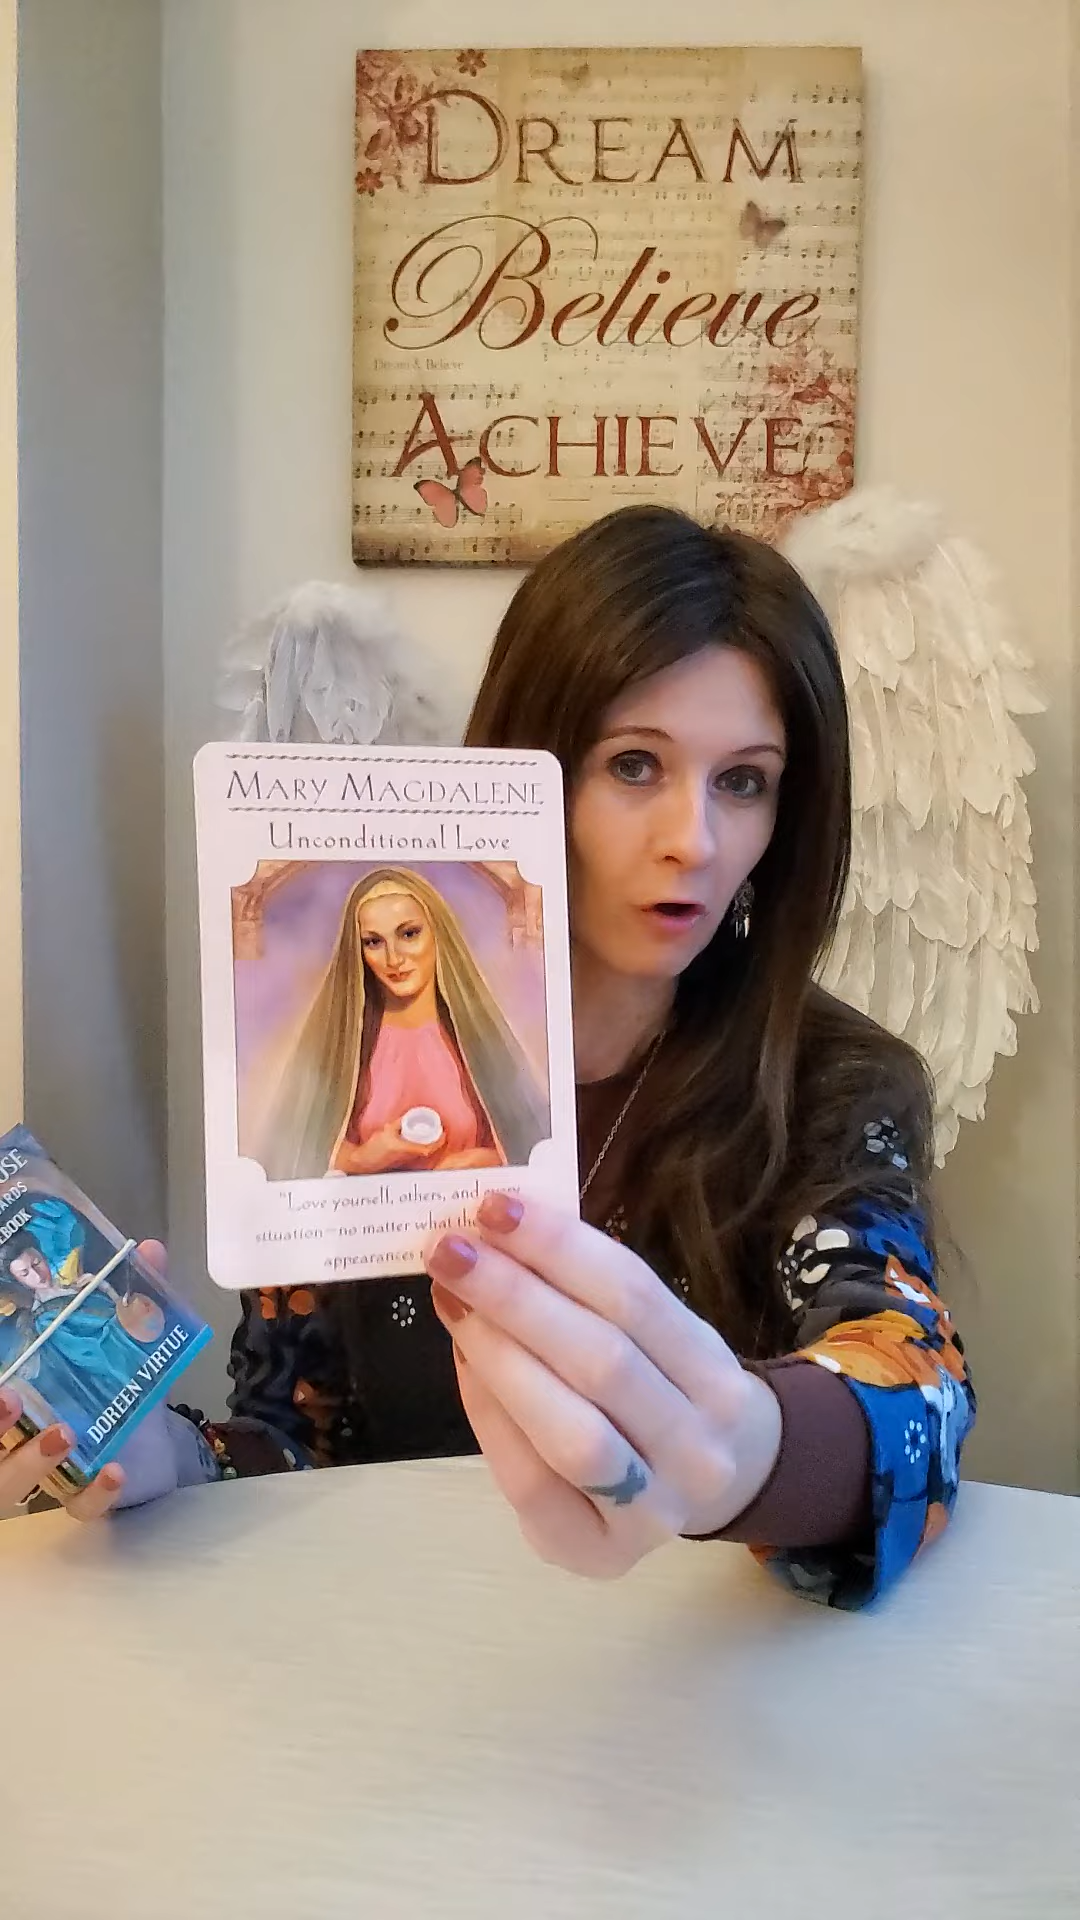 DREAM
Believe
Dream & Believe
ACHIEVE
MARY MAGDALENE
Unconditional Love
"Love yourself, others, and every
situation—no matter what the
appearances
DOREEN VIRTUE